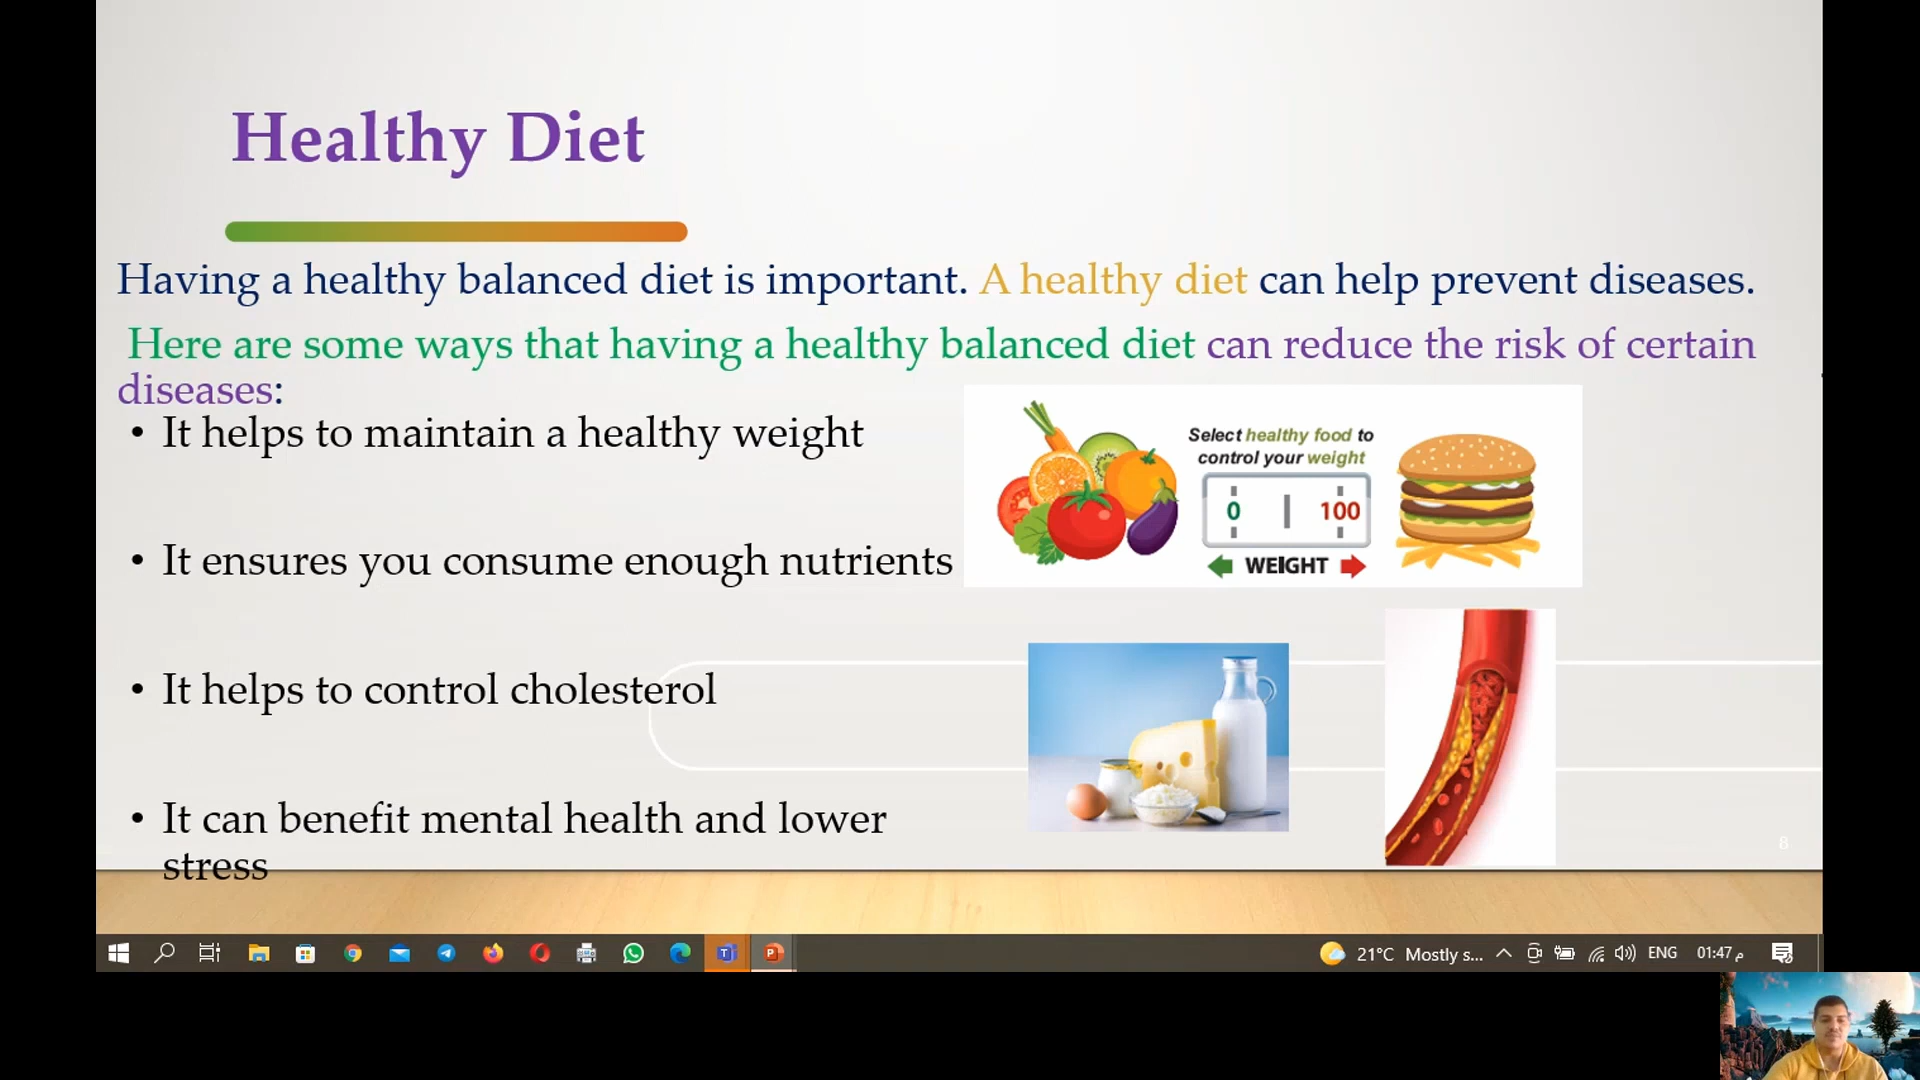 Healthy Diet
Having a healthy balanced diet is important. A healthy diet can help prevent diseases.
Here are some ways that having a healthy balanced diet can reduce the risk of certain
diseases:
• It helps to maintain a healthy weight
• It ensures you consume enough nutrients
• It helps to control cholesterol
• It can benefit mental health and lower
stress
Select healthy food to
control your weight
0 100
WEIGHT
8
21°C Mostly s... ENG 01:47 م